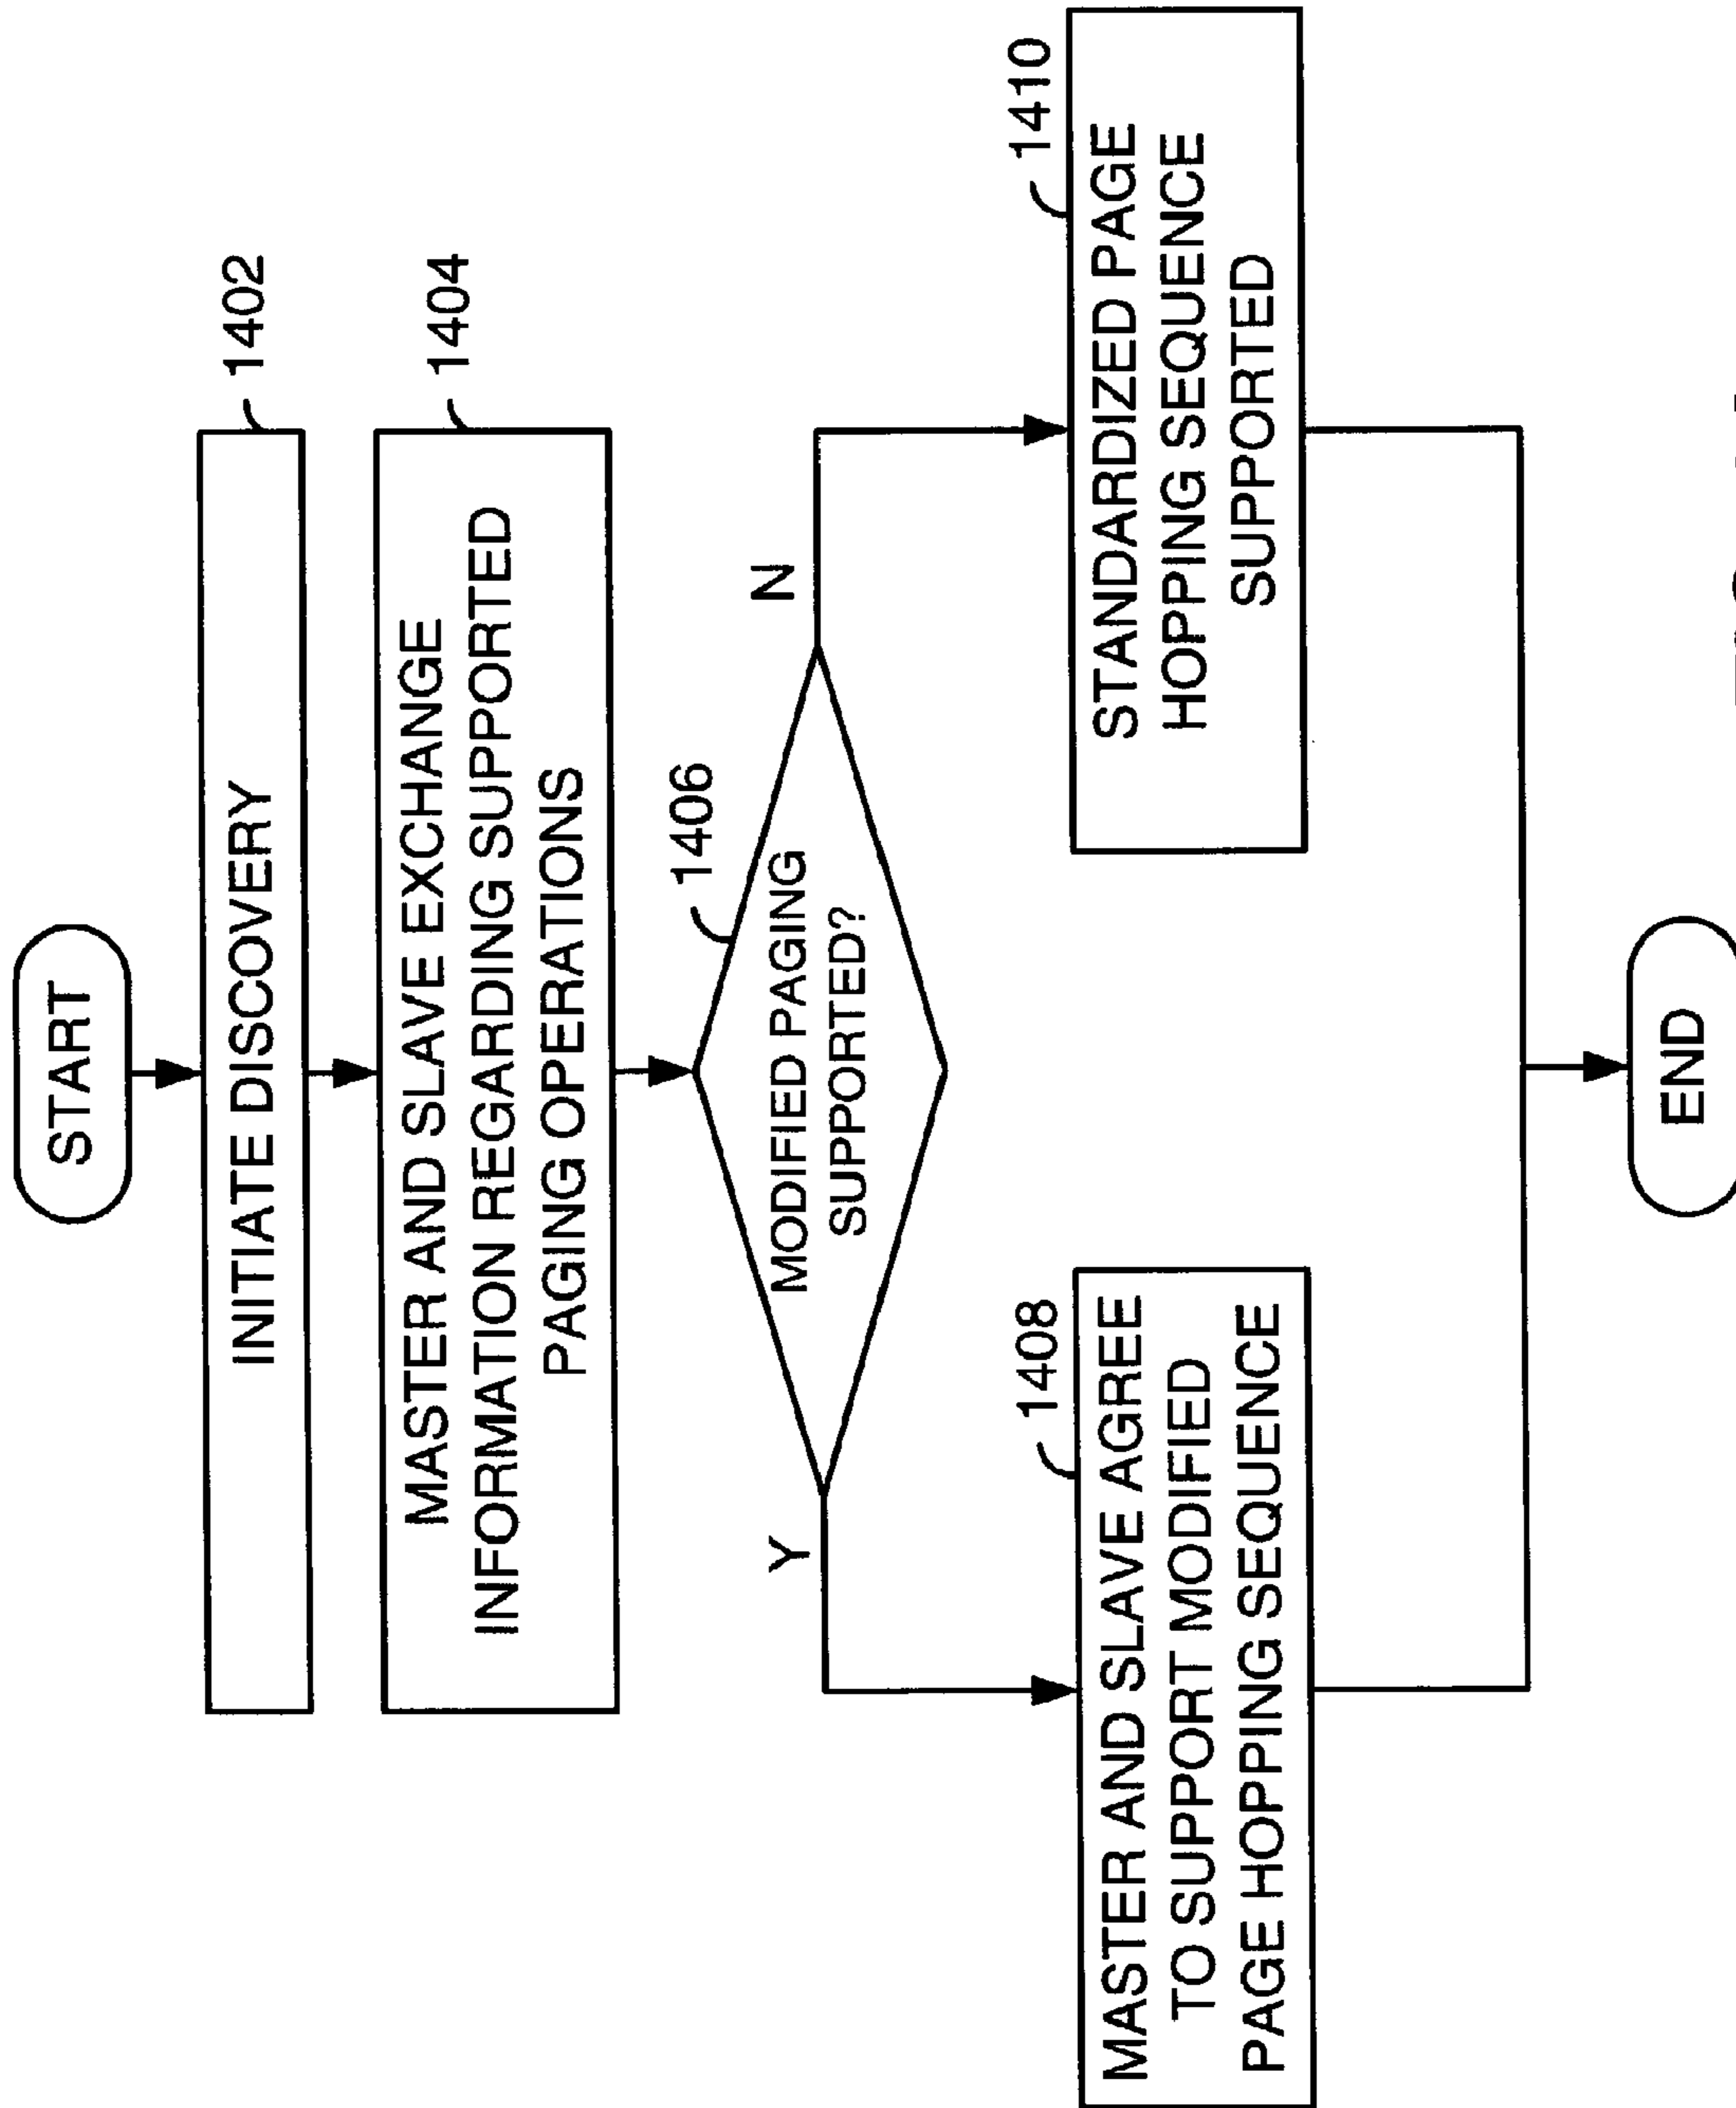 START
INITIATE DISCOVERY
1402
MASTER AND SLAVE EXCHANGE
INFORMATION REGARDING SUPPORTED
PAGING OPERATIONS
1404
1406
MODIFIED PAGING
SUPPORTED?
Y
N
1408
MASTER AND SLAVE AGREE
TO SUPPORT MODIFIED
PAGE HOPPING SEQUENCE
1410
STANDARDIZED PAGE
HOPPING SEQUENCE
SUPPORTED
END